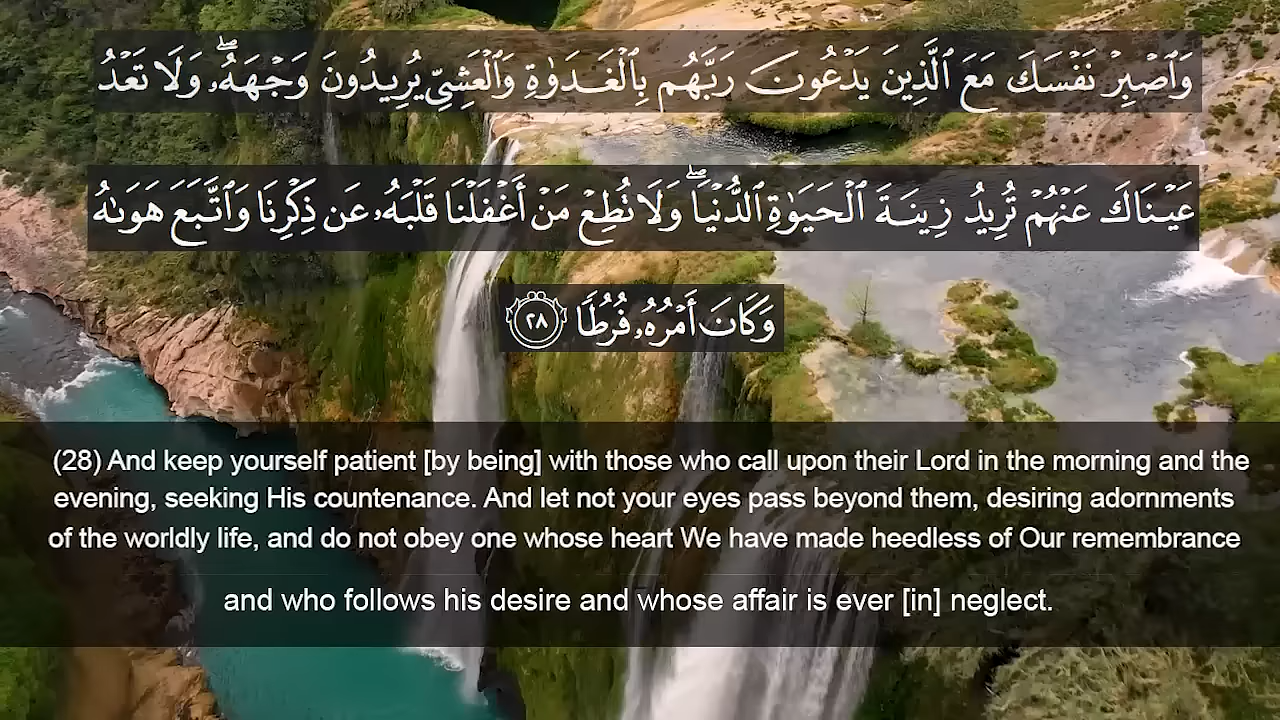 وَٱصۡبِرۡ نَفۡسَكَ مَعَ ٱلَّذِينَ يَدۡعُونَ رَبَّهُم بِٱلۡغَدَوٰةِ وَٱلۡعَشِيِّ يُرِيدُونَ وَجۡهَهُۥۖ وَلَا تَعۡدُ
عَيۡنَاكَ عَنۡهُمۡ تُرِيدُ زِينَةَ ٱلۡحَيَوٰةِ ٱلدُّنۡيَاۖ وَلَا تُطِعۡ مَنۡ أَغۡفَلۡنَا قَلۡبَهُۥ عَن ذِكۡرِنَا وَٱتَّبَعَ هَوَىٰهُ
وَكَانَ أَمۡرُهُۥ فُرُطٗا ٢٨
(28) And keep yourself patient [by being] with those who call upon their Lord in the morning and the
evening, seeking His countenance. And let not your eyes pass beyond them, desiring adornments
of the worldly life, and do not obey one whose heart We have made heedless of Our remembrance
and who follows his desire and whose affair is ever [in] neglect.